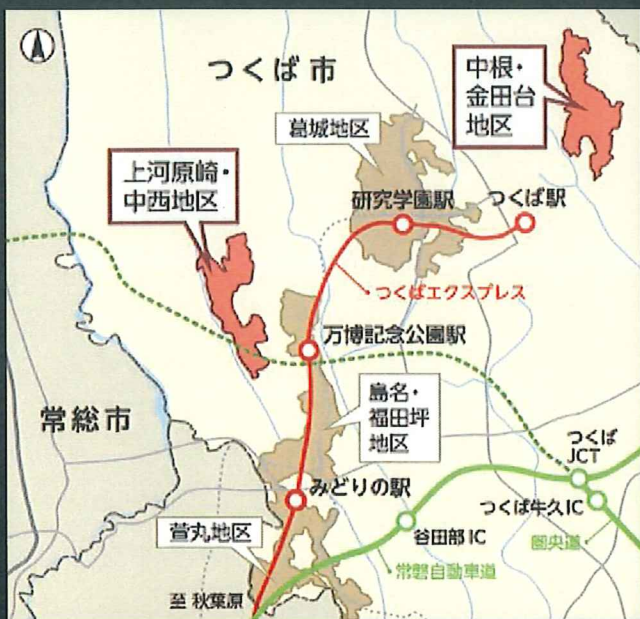 つくば市
中根・
金田台
地区
葛城地区
上河原崎・
中西地区
研究学園駅
つくば駅
つくばエクスプレス
万博記念公園駅
島名・
福田坪
地区
常総市
つくば
JCT
みどりの駅
つくば牛久IC
谷田部IC
圏央道
萱丸地区
常磐自動車道
至 秋葉原